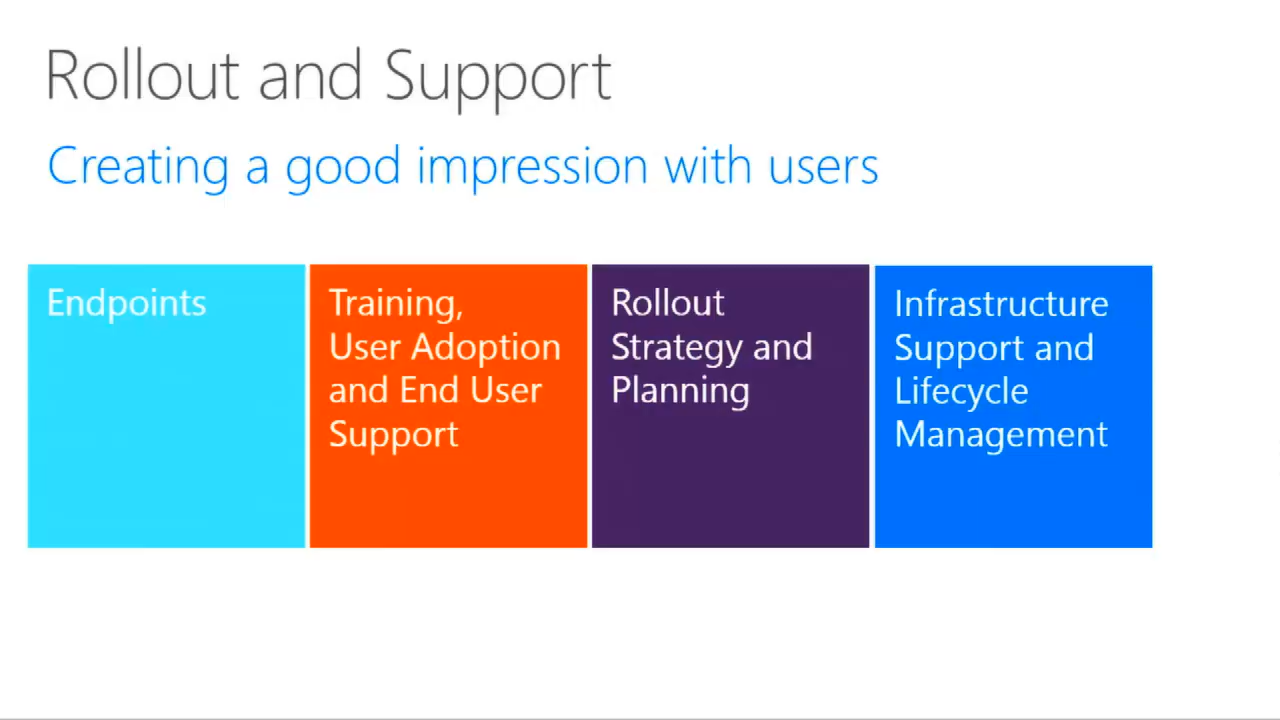 Rollout and Support
Creating a good impression with users
Endpoints
Training,
User Adoption
and End User
Support
Rollout
Strategy and
Planning
Infrastructure
Support and
Lifecycle
Management